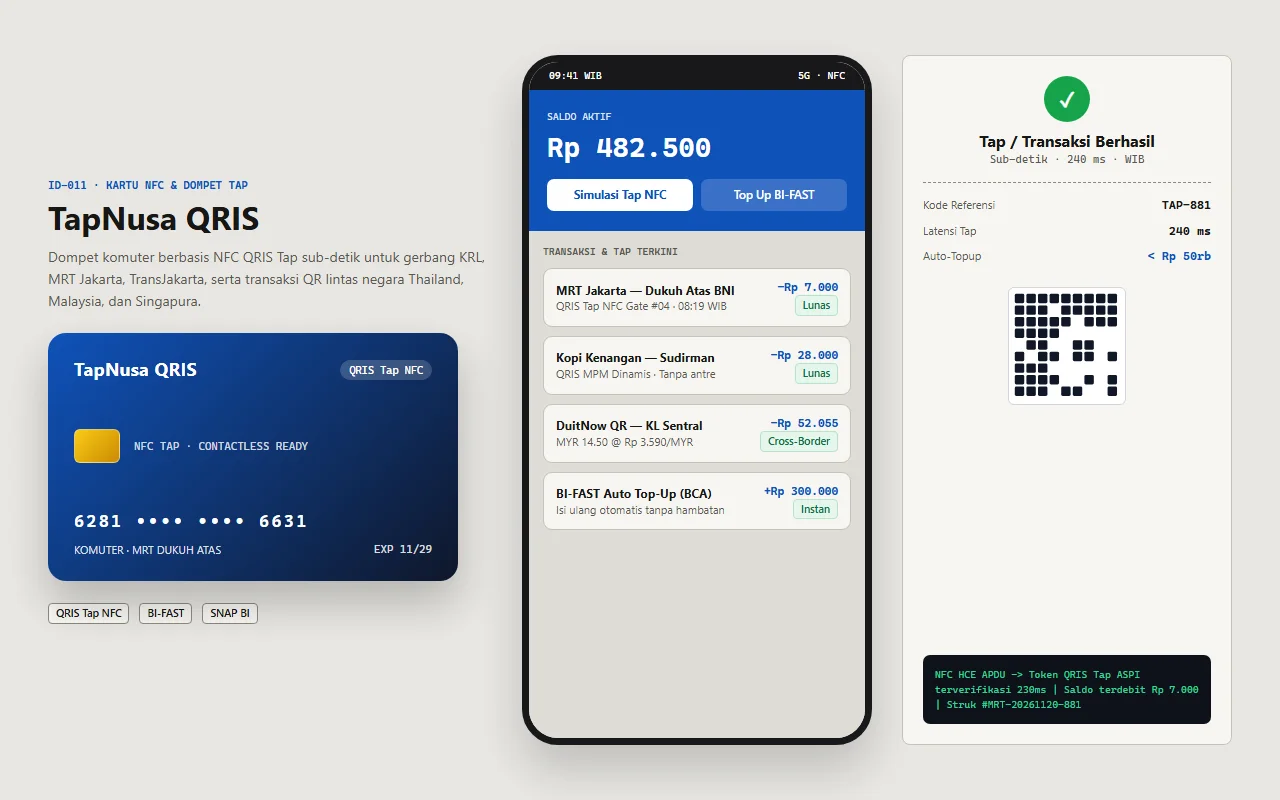 ID-011 · KARTU NFC & DOMPET TAP
TapNusa QRIS
Dompet komuter berbasis NFC QRIS Tap sub-detik untuk gerbang KRL,
MRT Jakarta, TransJakarta, serta transaksi QR lintas negara Thailand,
Malaysia, dan Singapura.
TapNusa QRIS
QRIS Tap NFC
NFC TAP · CONTACTLESS READY
6281 •••• •••• 6631
KOMUTER · MRT DUKUH ATAS
EXP 11/29
QRIS Tap NFC
BI-FAST
SNAP BI
09:41 WIB
5G · NFC
SALDO AKTIF
Rp 482.500
Simulasi Tap NFC
Top Up BI-FAST
TRANSAKSI & TAP TERKINI
MRT Jakarta — Dukuh Atas BNI
−Rp 7.000
QRIS Tap NFC Gate #04 · 08:19 WIB
Lunas
Kopi Kenangan — Sudirman
−Rp 28.000
QRIS MPM Dinamis · Tanpa antre
Lunas
DuitNow QR — KL Sentral
−Rp 52.055
MYR 14.50 @ Rp 3.590/MYR
Cross-Border
BI-FAST Auto Top-Up (BCA)
+Rp 300.000
Isi ulang otomatis tanpa hambatan
Instan
✓
Tap / Transaksi Berhasil
Sub-detik · 240 ms · WIB
Kode Referensi
TAP-881
Latensi Tap
240 ms
Auto-Topup
< Rp 50rb
NFC HCE APDU -> Token QRIS Tap ASPI
terverifikasi 230ms | Saldo terdebit Rp 7.000
| Struk #MRT-20261120-881